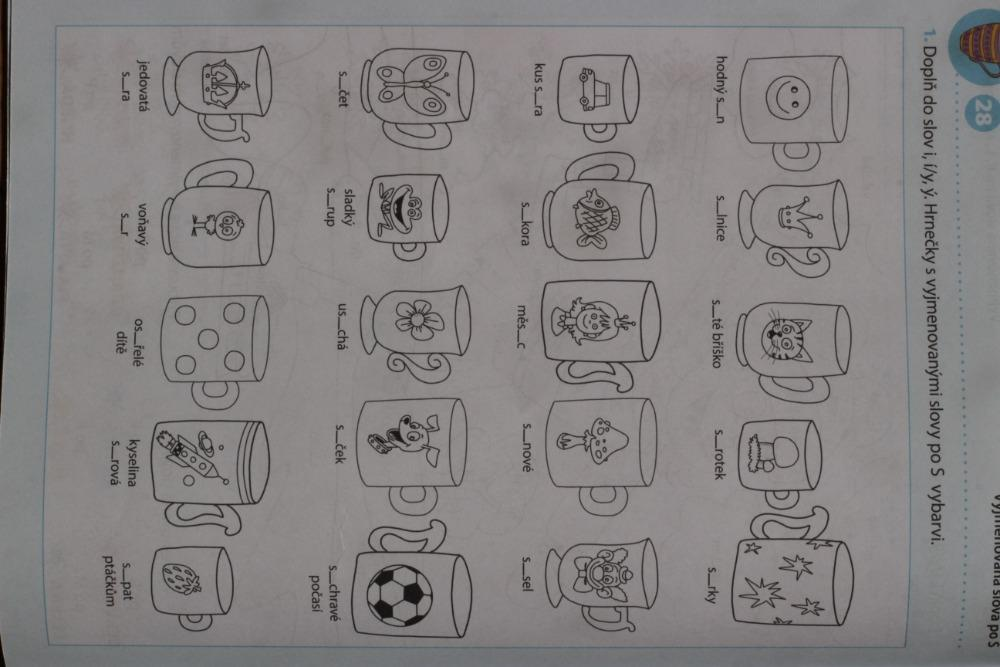 28
Vyjmenovaná slova po S
1. Doplň do slov i, í/y, ý. Hrnečky s vyjmenovanými slovy po S vybarvi.
hodný s__n
s__lnice
s__té bříško
s__rotek
s__rky
kus s__ra
s__kora
měs__c
s__nové
s__sel
s__čet
sladký
s__rup
us__chá
s__ček
s__chravé
počasí
jedovatá
s__ra
voňavý
s__r
os__řelé
dítě
kyselina
s__rová
s__pat
ptáčkům